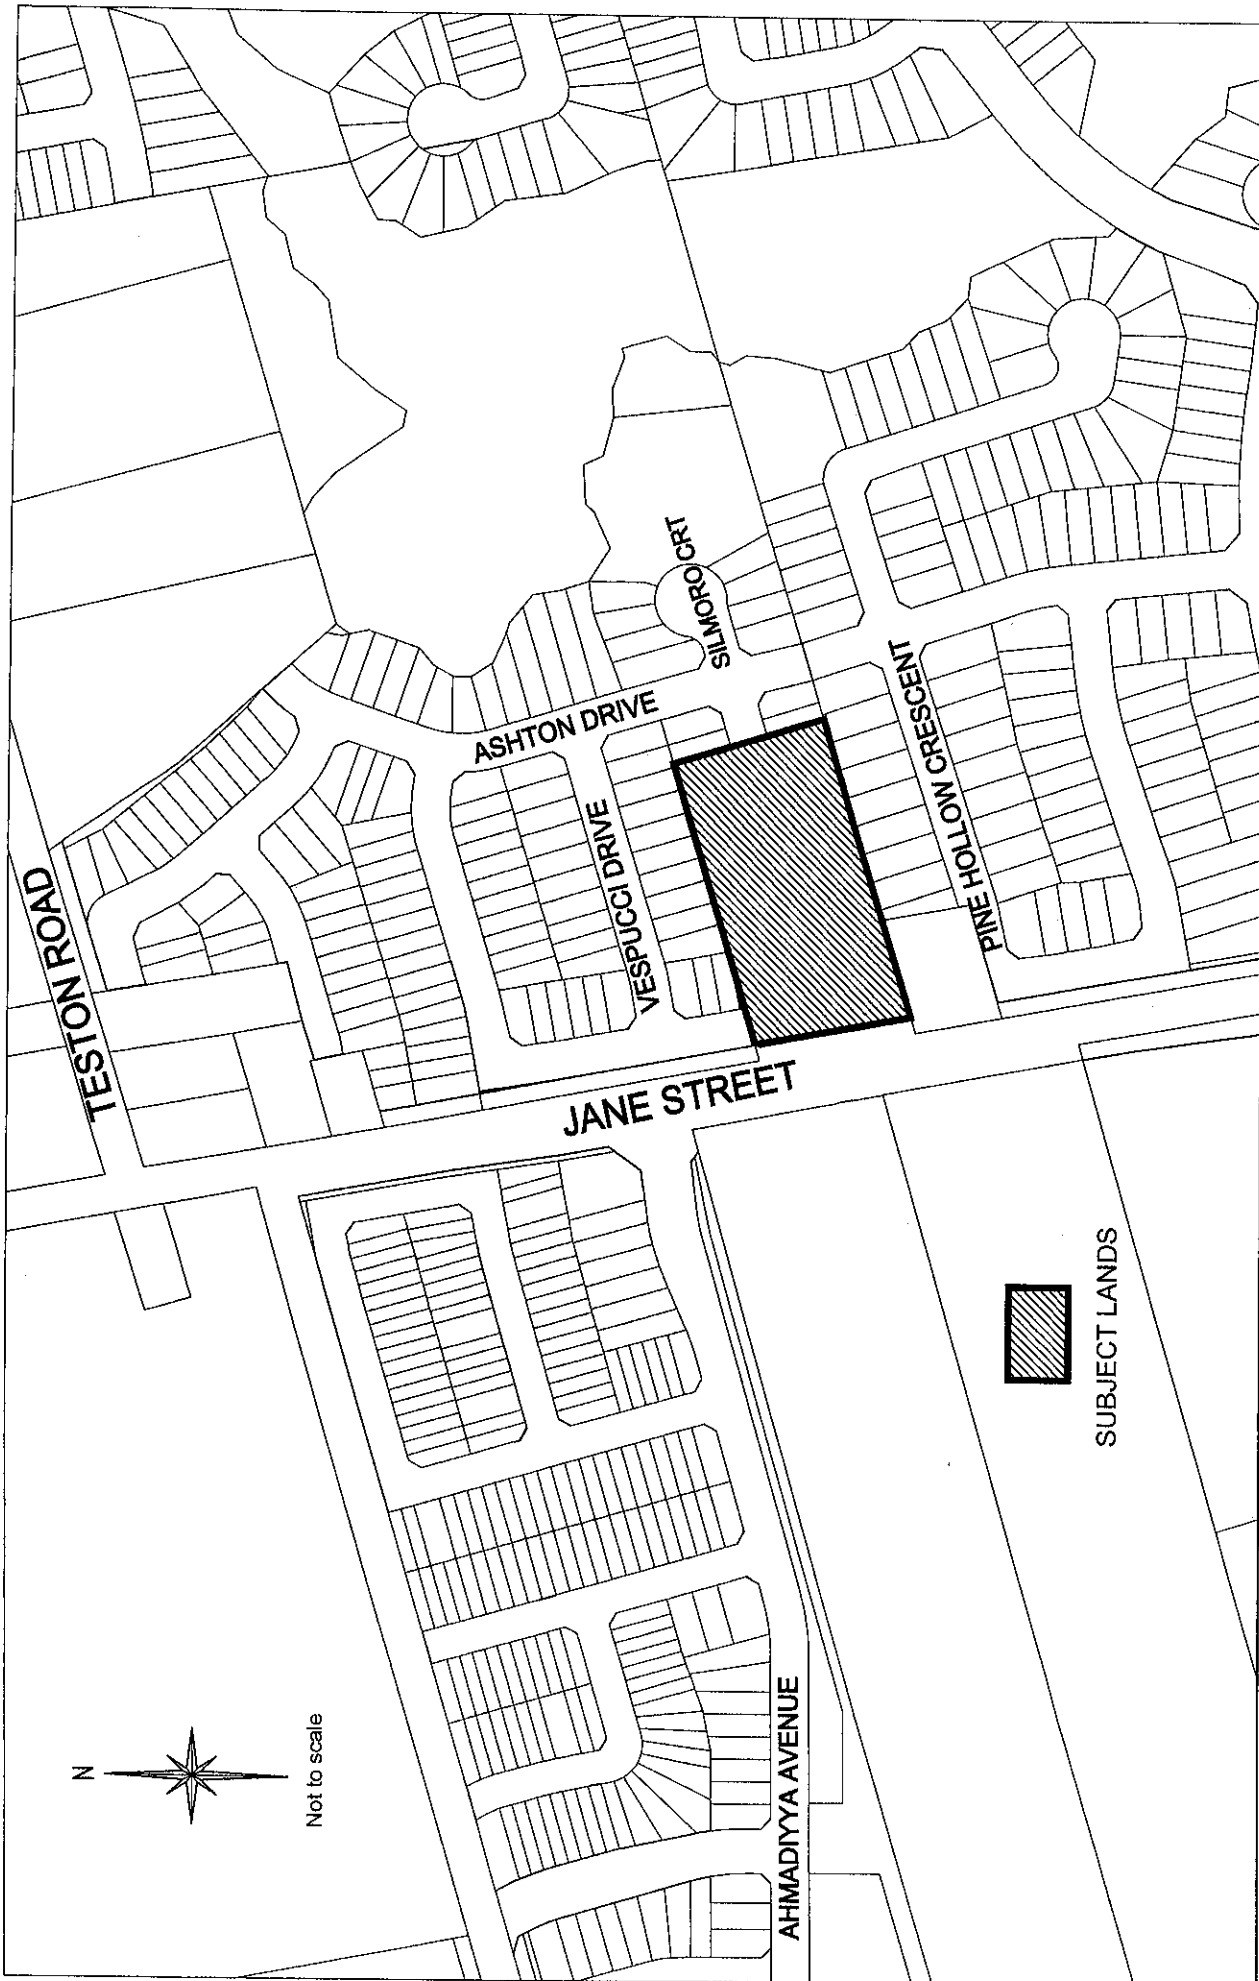 TESTON ROAD
ASHTON DRIVE
SILMORO CRT
VESPUCCI DRIVE
PINE HOLLOW CRESCENT
JANE STREET
AHMADIYYA AVENUE
SUBJECT LANDS
N
Not to scale